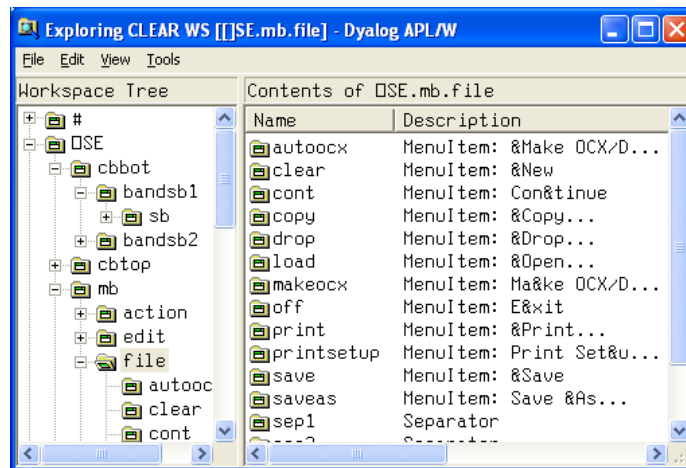 Exploring CLEAR WS [[]SE.mb.file] - Dyalog APL/W
File Edit View Tools
Workspace Tree
#
⎕SE
cbbot
bandsb1
sb
bandsb2
cbtop
mb
action
edit
file
autooc
clear
cont
Contents of ⎕SE.mb.file
Name Description
autoocx MenuItem: &Make OCX/D...
clear MenuItem: &New
cont MenuItem: Con&tinue
copy MenuItem: &Copy...
drop MenuItem: &Drop...
load MenuItem: &Open...
makeocx MenuItem: Ma&ke OCX/D...
off MenuItem: E&xit
print MenuItem: &Print...
printsetup MenuItem: Print Set&u...
save MenuItem: &Save
saveas MenuItem: Save &As...
sep1 Separator